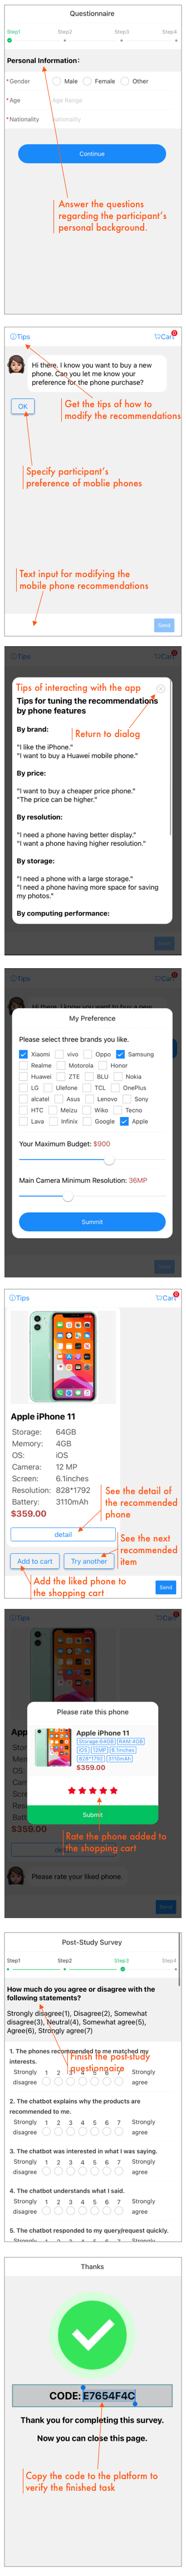 Questionnaire
Step1 Step2 Step3 Step4
Personal Information:
*Gender Male Female Other
*Age Age Range
*Nationality Nationality
Continue
Answer the questions
regarding the participant's
personal background.
Tips Cart 0
Hi there, I know you want to buy a new
phone. Can you let me know your
preference for the phone purchase?
OK
Get the tips of how to
modify the recommendations
Specify participant's
preference of moblie phones
Text input for modifying the
mobile phone recommendations
Send
Tips Cart 0
Tips of interacting with the app
Tips for tuning the recommendations
by phone features
Return to dialog
By brand:
"I like the iPhone."
"I want to buy a Huawei mobile phone."
By price:
"I want to buy a cheaper price phone."
"The price can be higher."
By resolution:
"I need a phone having better display."
"I want a phone having higher resolution."
By storage:
"I need a phone with a large storage."
"I need a phone having more space for saving
my photos."
By computing performance:
Send
Tips Cart 0
Hi there, I know you want to buy a new
My Preference
Please select three brands you like.
Xiaomi vivo Oppo Samsung
Realme Motorola Honor
Huawei ZTE BLU Nokia
LG Ulefone TCL OnePlus
alcatel Asus Lenovo Sony
HTC Meizu Wiko Tecno
Lava Infinix Google Apple
Your Maximum Budget: $900
Main Camera Minimum Resolution: 36MP
Summit
Send
Tips Cart 0
Apple iPhone 11
Storage: 64GB
Memory: 4GB
OS: iOS
Camera: 12 MP
Screen: 6.1inches
Resolution: 828*1792
Battery: 3110mAh
$359.00
See the detail of
the recommended
phone
detail
See the next
recommended
item
Add to cart Try another
Add the liked phone to
the shopping cart
Send
Tips Cart 0
Please rate this phone
Apple iPhone 11
Storage:64GB RAM:4GB
iOS 12MP 6.1inches
828*1792 3110mAh
$359.00
Submit
$359.00
Rate the phone added to
the shopping cart
Please rate your liked phone.
Send
Post-Study Survey
Step1 Step2 Step3 Step4
How much do you agree or disagree with the
following statements?
Strongly disagree(1), Disagree(2), Somewhat
disagree(3), Neutral(4), Somewhat agree(5),
Agree(6), Strongly agree(7)
Finish the post-study
questionnaire
1. The phones recommended to me matched my
interests.
Strongly disagree 1 2 3 4 5 6 7 Strongly agree
2. The chatbot explains why the products are
recommended to me.
Strongly disagree 1 2 3 4 5 6 7 Strongly agree
3. The chatbot was interested in what I was saying.
Strongly disagree 1 2 3 4 5 6 7 Strongly agree
4. The chatbot understands what I said.
Strongly disagree 1 2 3 4 5 6 7 Strongly agree
5. The chatbot responded to my query/request quickly.
Strongly 1 2 3 4 5 6 7 Strongly
Thanks
CODE: E7654F4C
Thank you for completing this survey.
Now you can close this page.
Copy the code to the platform to
verify the finished task